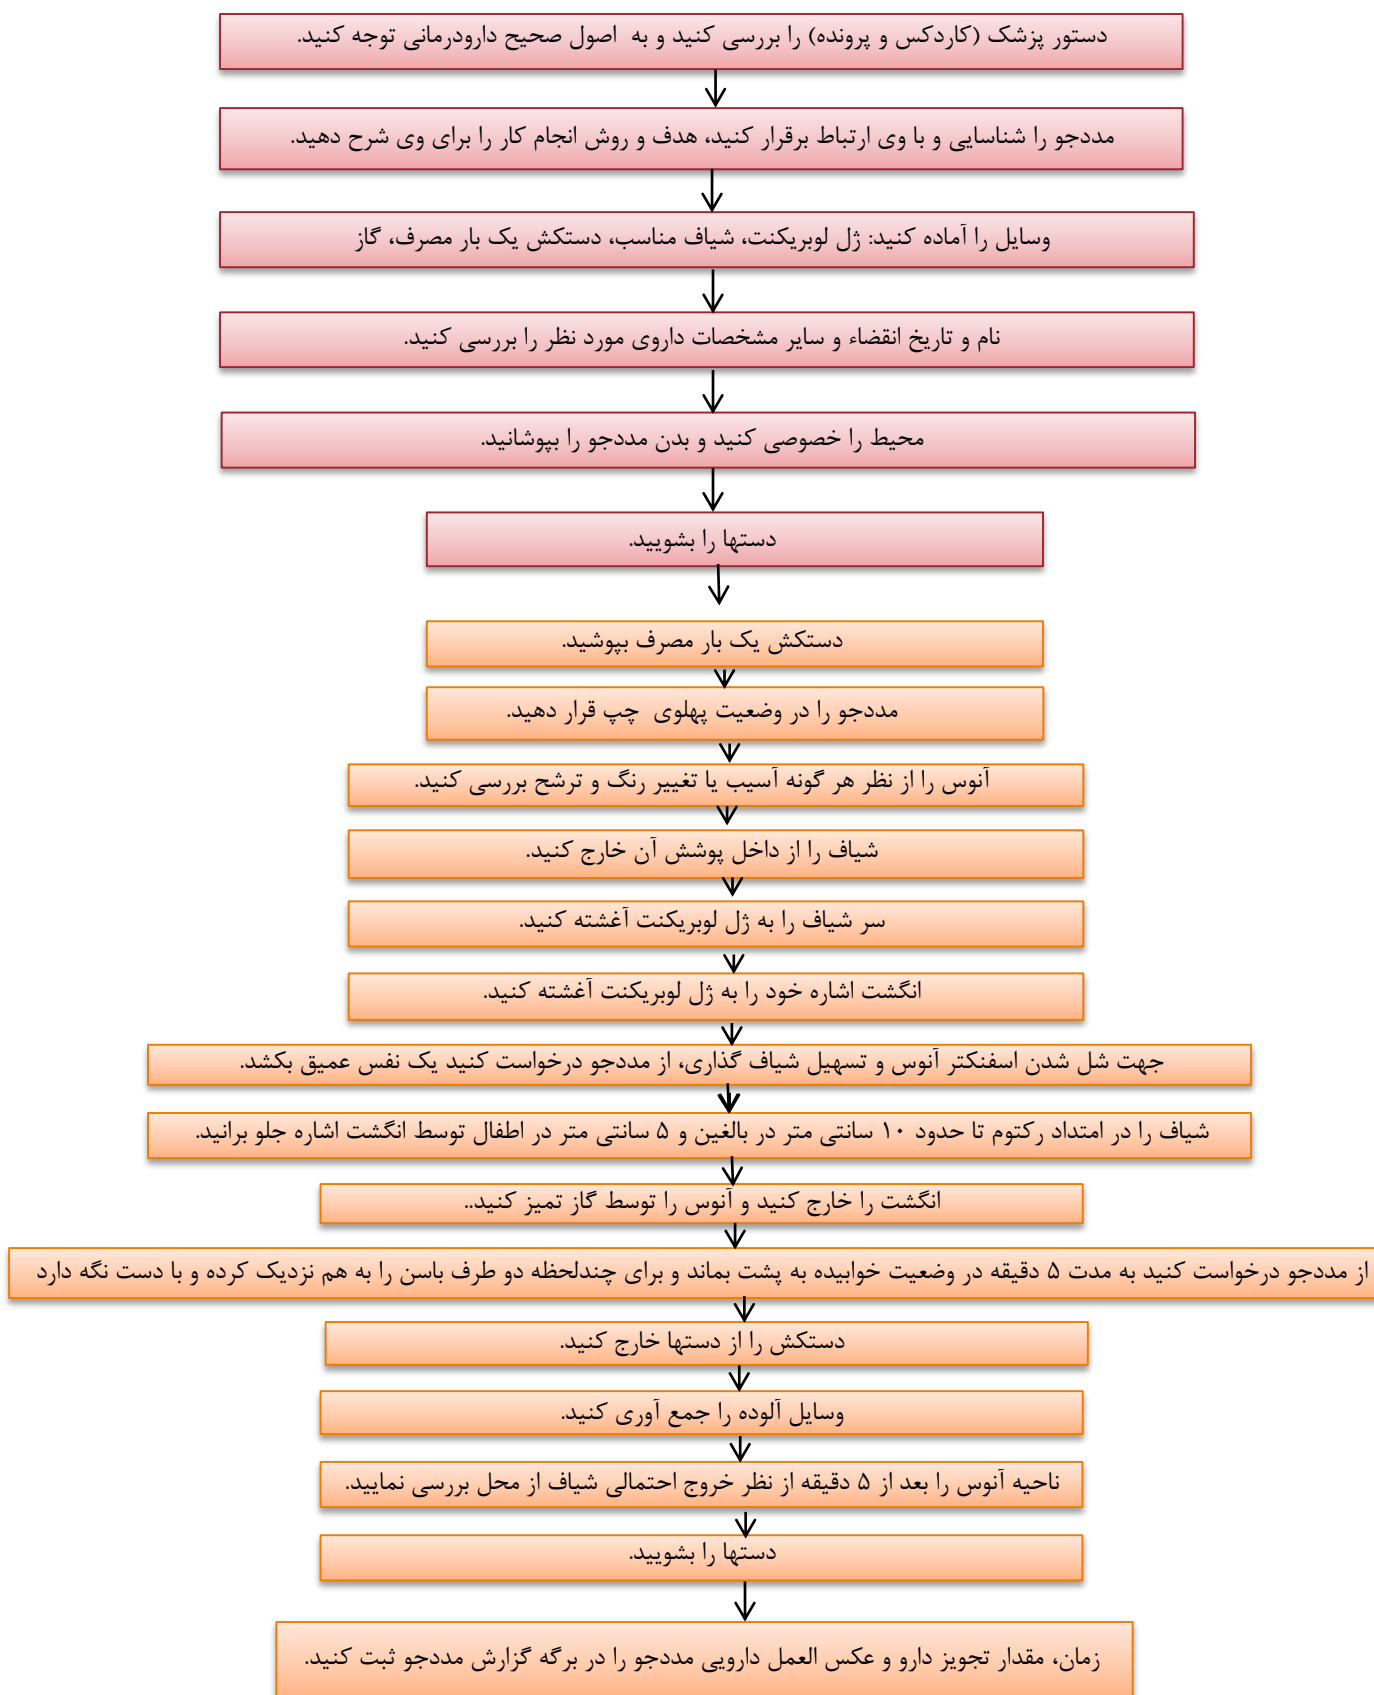 دستور پزشک (کاردکس و پرونده) را بررسی کنید و به اصول صحیح دارودرمانی توجه کنید.
مددجو را شناسایی و با وی ارتباط برقرار کنید، هدف و روش انجام کار را برای وی شرح دهید.
وسایل را آماده کنید: ژل لوبریکنت، شیاف مناسب، دستکش یک بار مصرف، گاز
نام و تاریخ انقضاء و سایر مشخصات داروی مورد نظر را بررسی کنید.
محیط را خصوصی کنید و بدن مددجو را بپوشانید.
دستها را بشویید.
دستکش یک بار مصرف بپوشید.
مددجو را در وضعیت پهلوی چپ قرار دهید.
آنوس را از نظر هر گونه آسیب یا تغییر رنگ و ترشح بررسی کنید.
شیاف را از داخل پوشش آن خارج کنید.
سر شیاف را به ژل لوبریکنت آغشته کنید.
انگشت اشاره خود را به ژل لوبریکنت آغشته کنید.
جهت شل شدن اسفنکتر آنوس و تسهیل شیاف گذاری، از مددجو درخواست کنید یک نفس عمیق بکشد.
شیاف را در امتداد رکتوم تا حدود ۱۰ سانتی متر در بالغین و ۵ سانتی متر در اطفال توسط انگشت اشاره جلو برانید.
انگشت را خارج کنید و آنوس را توسط گاز تمیز کنید..
از مددجو درخواست کنید به مدت ۵ دقیقه در وضعیت خوابیده به پشت بماند و برای چندلحظه دو طرف باسن را به هم نزدیک کرده و با دست نگه دارد
دستکش را از دستها خارج کنید.
وسایل آلوده را جمع آوری کنید.
ناحیه آنوس را بعد از ۵ دقیقه از نظر خروج احتمالی شیاف از محل بررسی نمایید.
دستها را بشویید.
زمان، مقدار تجویز دارو و عکس العمل دارویی مددجو را در برگه گزارش مددجو ثبت کنید.